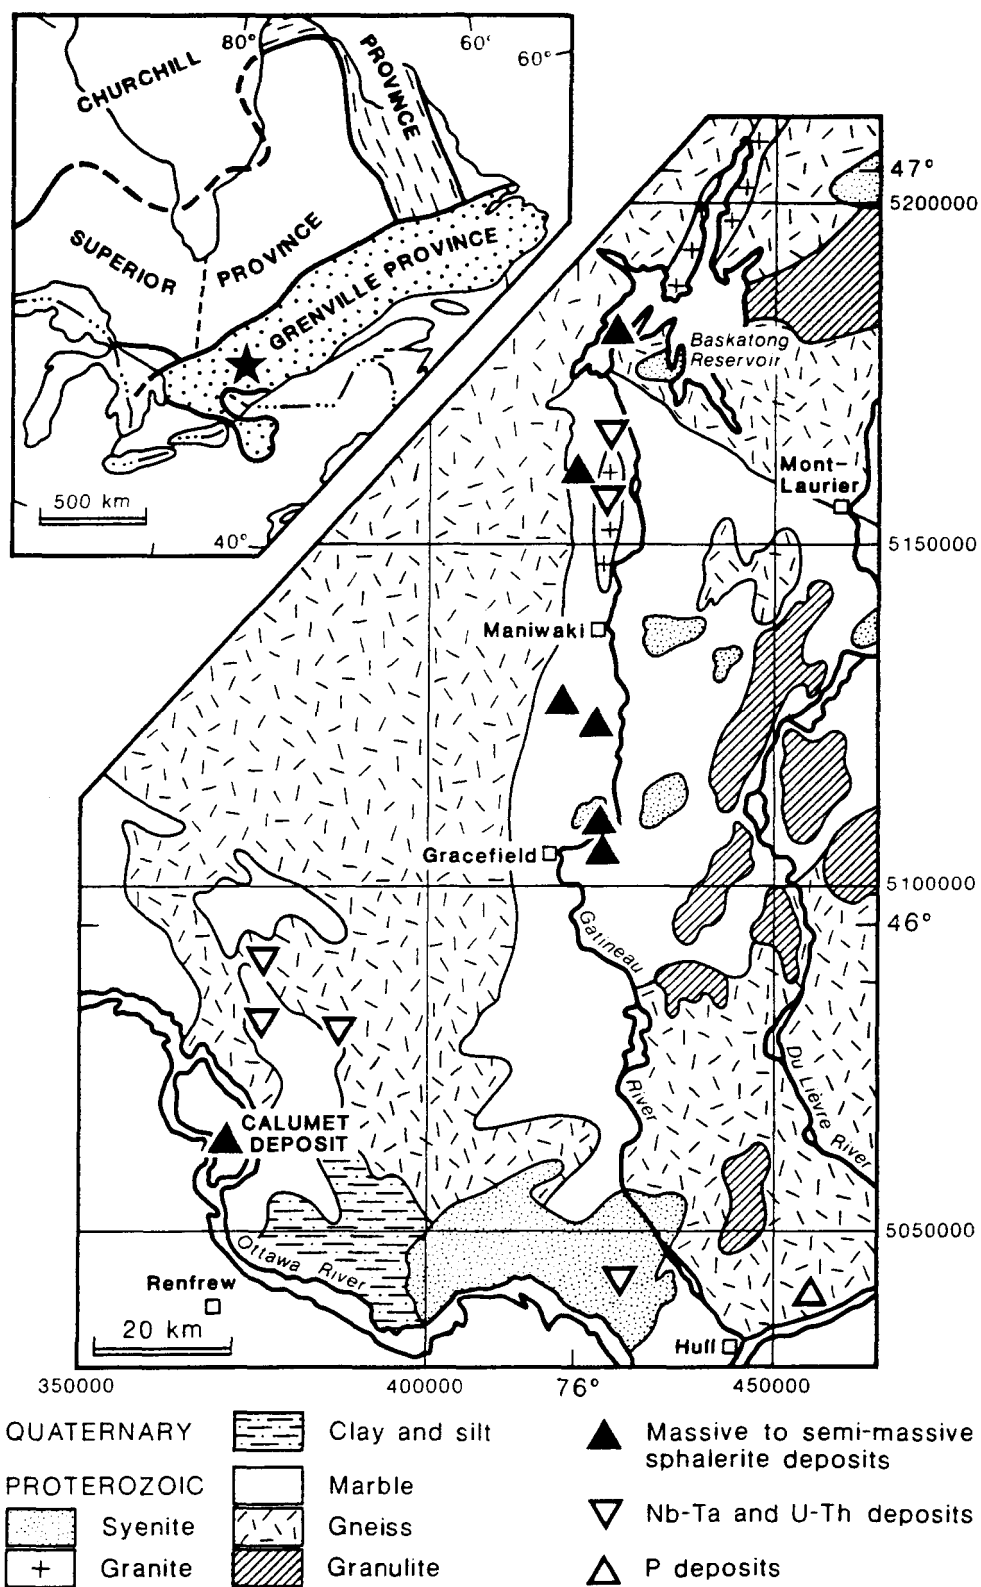 80°
60°
60°
CHURCHILL
PROVINCE
SUPERIOR
PROVINCE
GRENVILLE PROVINCE
500 km
40°
47°
5200000
Baskatong
Reservoir
Mont-
Laurier
5150000
Maniwaki
Gracefield
5100000
46°
Gatineau
River
Du Lièvre River
CALUMET
DEPOSIT
5050000
Ottawa River
Renfrew
20 km
Hull
350000
400000
76°
450000
QUATERNARY
Clay and silt
Massive to semi-massive
sphalerite deposits
PROTEROZOIC
Marble
Syenite
Gneiss
Nb-Ta and U-Th deposits
Granite
Granulite
P deposits